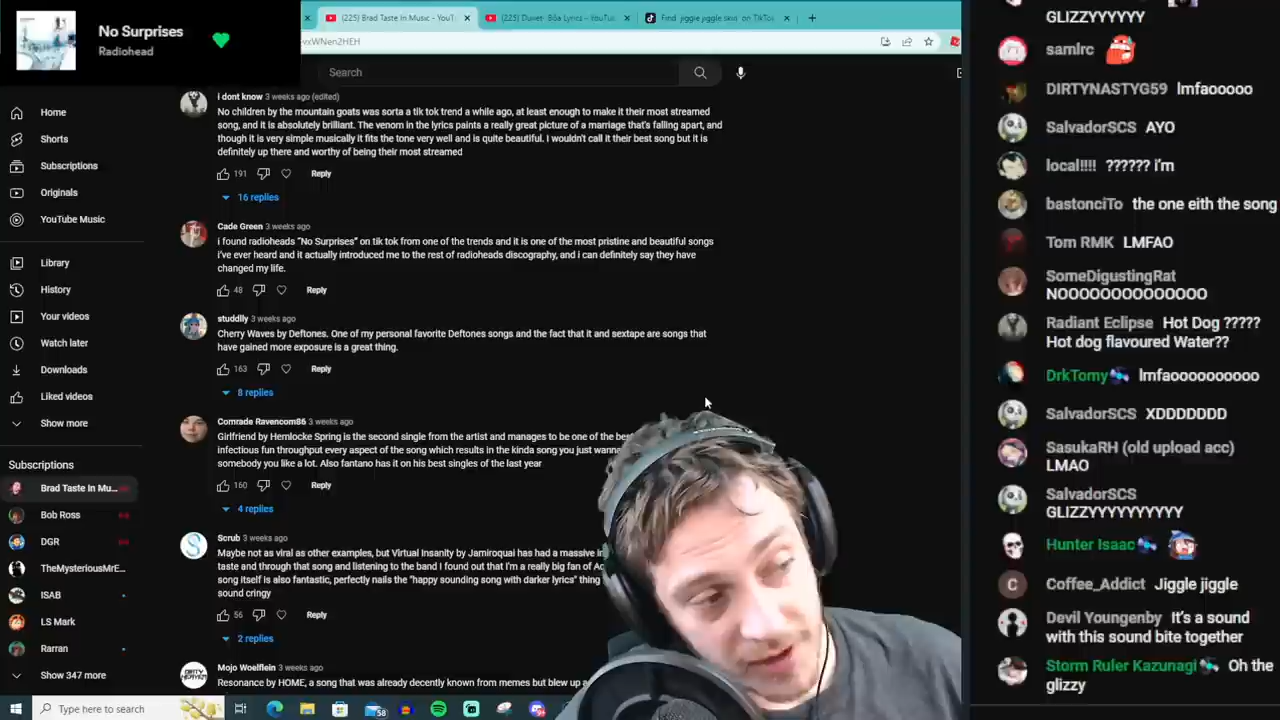 No Surprises
Radiohead
(225) Brad Taste In Music - YouT
(225) Duvet- Bôa Lyrics - YouTu
Find jiggie jiggle skia on TikTo
vxWNen2HEH
Search
Home
Shorts
Subscriptions
Originals
YouTube Music
Library
History
Your videos
Watch later
Downloads
Liked videos
Show more
Subscriptions
Brad Taste In Mu...
Bob Ross
DGR
TheMysteriousMrE...
ISAB
LS Mark
Rarran
Show 347 more
i dont know 3 weeks ago (edited)
No children by the mountain goats was sorta a tik tok trend a while ago, at least enough to make it their most streamed
song, and it is absolutely brilliant. The venom in the lyrics paints a really great picture of a marriage that's falling apart, and
though it is very simple musically it fits the tone very well and is quite beautiful. I wouldn't call it their best song but it is
definitely up there and worthy of being their most streamed
191
Reply
16 replies
Cade Green 3 weeks ago
i found radioheads "No Surprises" on tik tok from one of the trends and it is one of the most pristine and beautiful songs
i've ever heard and it actually introduced me to the rest of radioheads discography, and i can definitely say they have
changed my life.
48
Reply
studdlly 3 weeks ago
Cherry Waves by Deftones. One of my personal favorite Deftones songs and the fact that it and sextape are songs that
have gained more exposure is a great thing.
163
Reply
8 replies
Comrade Ravencom86 3 weeks ago
Girlfriend by Hemlocke Spring is the second single from the artist and manages to be one of the bes
infectious fun throughput every aspect of the song which results in the kinda song you just wanna
somebody you like a lot. Also fantano has it on his best singles of the last year
160
Reply
4 replies
Scrub 3 weeks ago
Maybe not as viral as other examples, but Virtual Insanity by Jamiroquai has had a massive in
taste and through that song and listening to the band I found out that I'm a really big fan of Ac
song itself is also fantastic, perfectly nails the "happy sounding song with darker lyrics" thing
sound cringy
56
Reply
2 replies
Mojo Woelflein 3 weeks ago
Resonance by HOME, a song that was already decently known from memes but blew up a
Type here to search
58
GLIZZYYYYYY
samlrc
DIRTYNASTYG59 lmfaooooo
SalvadorSCS AYO
local!!!! ?????? i'm
bastonciTo the one eith the song
Tom RMK LMFAO
SomeDigustingRat
NOOOOOOOOOOOOOO
Radiant Eclipse Hot Dog ?????
Hot dog flavoured Water??
DrkTomy lmfaoooooooooo
SalvadorSCS XDDDDDDD
SasukaRH (old upload acc)
LMAO
SalvadorSCS
GLIZZYYYYYYYYYY
Hunter Isaac
Coffee_Addict Jiggle jiggle
Devil Youngenby It's a sound
with this sound bite together
Storm Ruler Kazunagi Oh the
glizzy